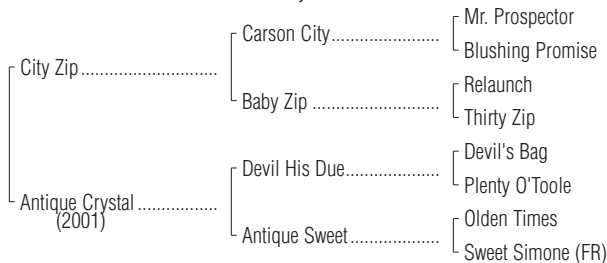 Mr. Prospector
Carson City.....................
Blushing Promise
City Zip...........................
Relaunch
Baby Zip ........................
Thirty Zip
Devil's Bag
Devil His Due..................
Plenty O'Toole
Antique Crystal ................
(2001)
Olden Times
Antique Sweet.................
Sweet Simone (FR)